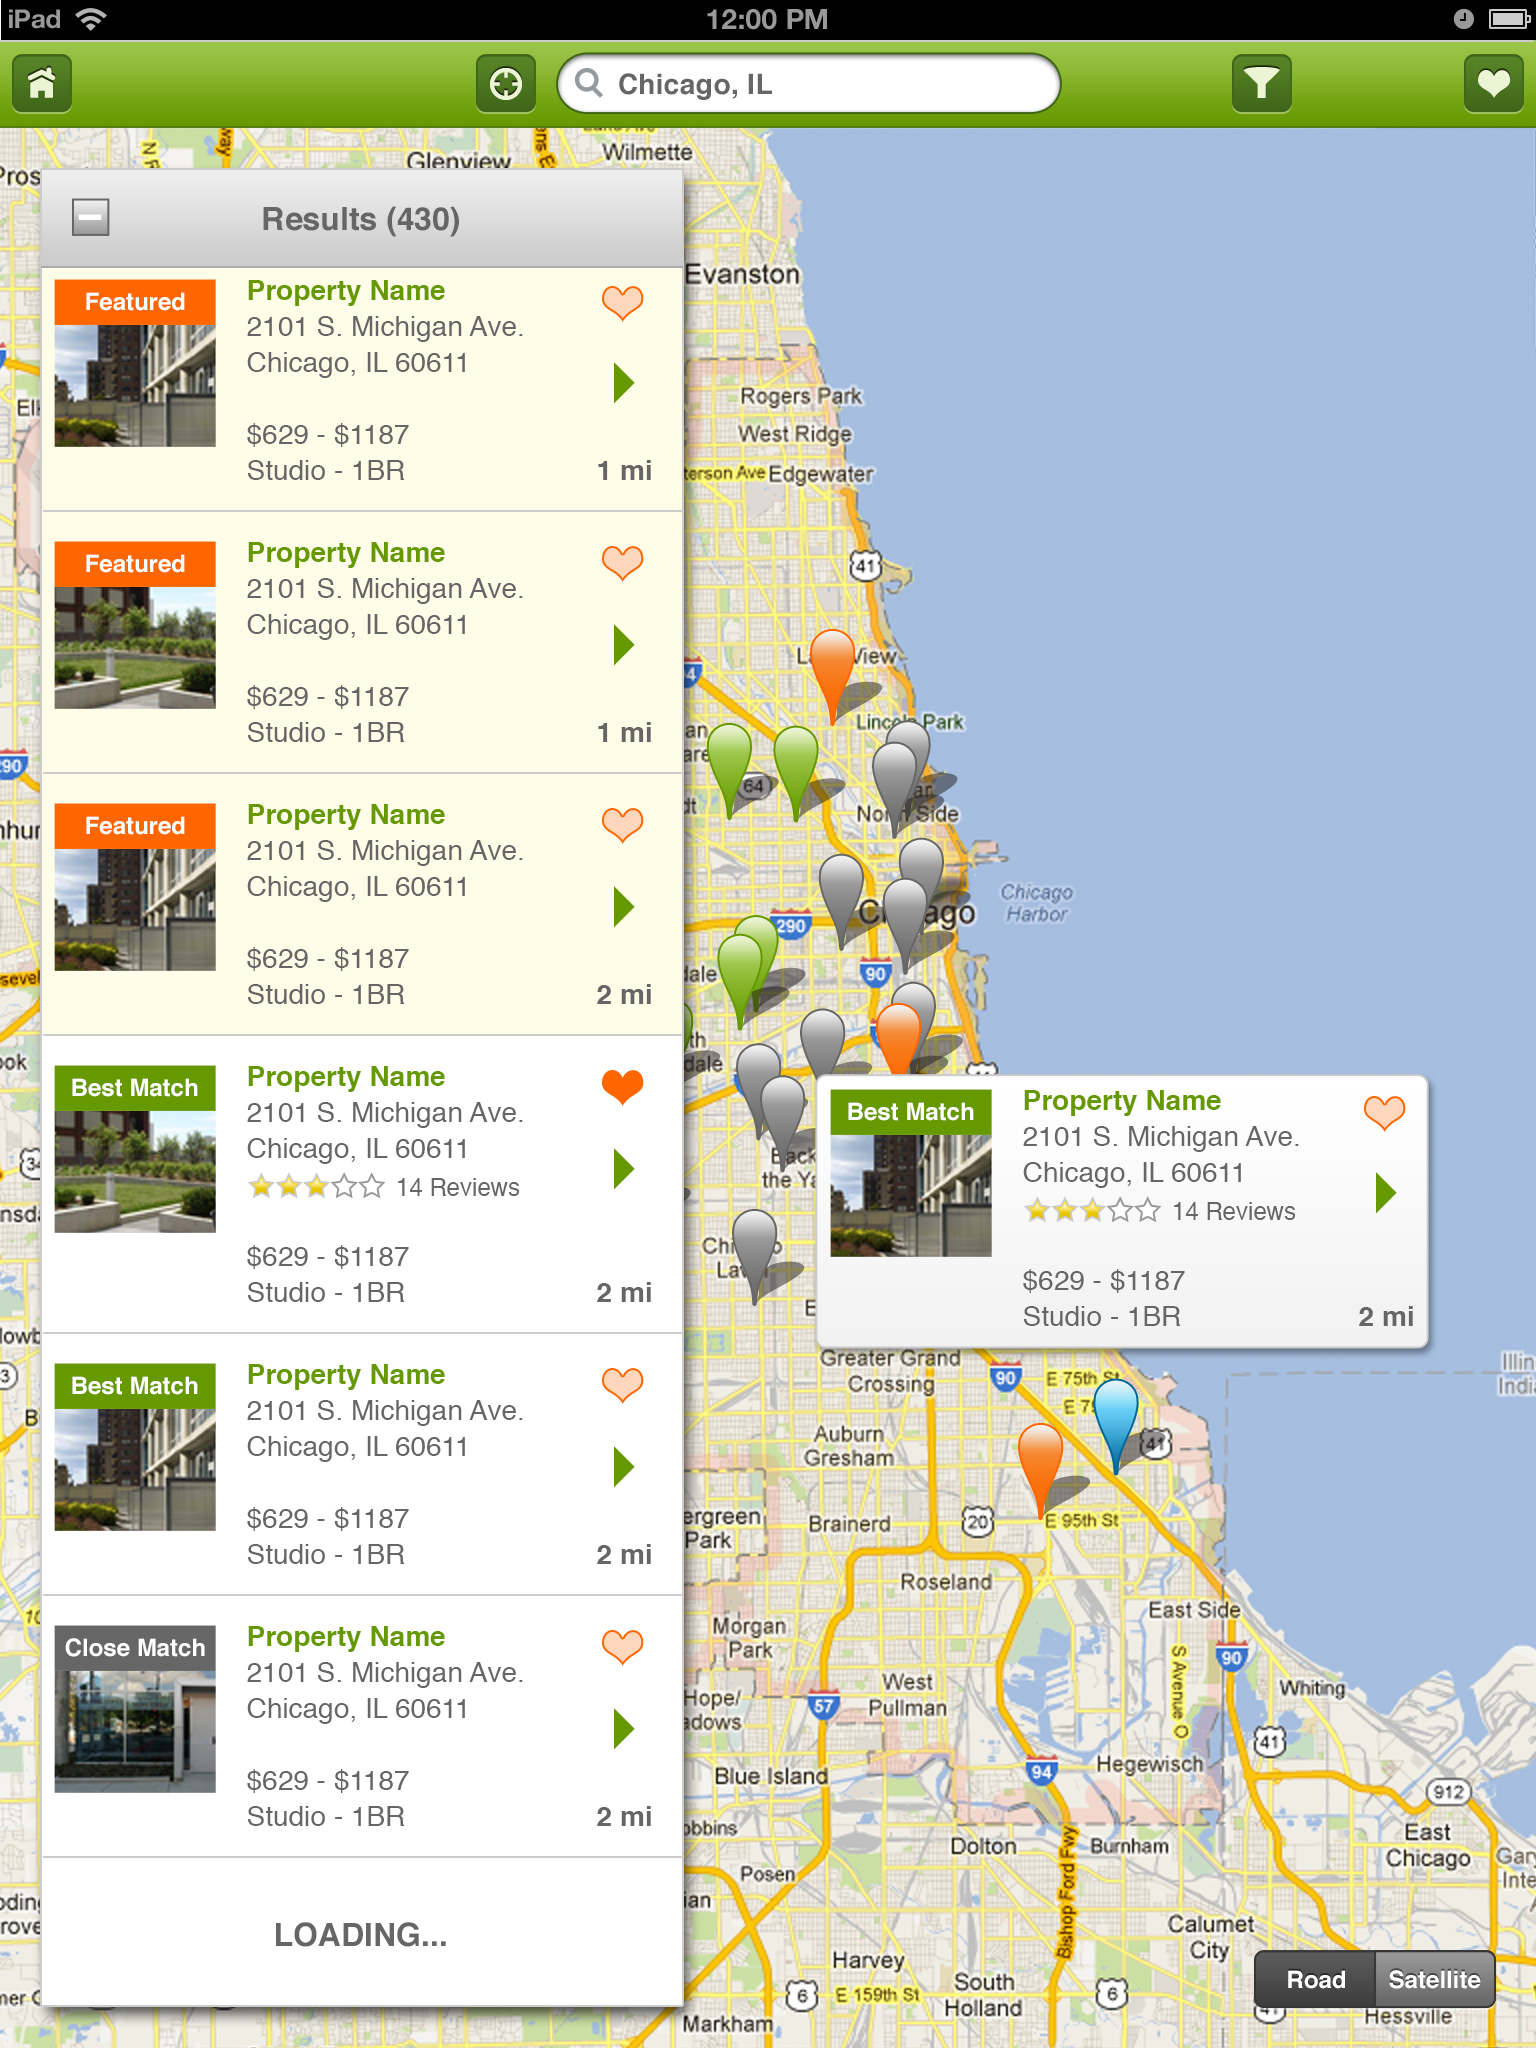 iPad
12:00 PM
Chicago, IL
Glenview
Wilmette
Results (430)
Featured
Property Name
2101 S. Michigan Ave.
Chicago, IL 60611
$629 - $1187
Studio - 1BR
1 mi
Featured
Property Name
2101 S. Michigan Ave.
Chicago, IL 60611
$629 - $1187
Studio - 1BR
1 mi
Featured
Property Name
2101 S. Michigan Ave.
Chicago, IL 60611
$629 - $1187
Studio - 1BR
2 mi
Best Match
Property Name
2101 S. Michigan Ave.
Chicago, IL 60611
14 Reviews
$629 - $1187
Studio - 1BR
2 mi
Best Match
Property Name
2101 S. Michigan Ave.
Chicago, IL 60611
$629 - $1187
Studio - 1BR
2 mi
Close Match
Property Name
2101 S. Michigan Ave.
Chicago, IL 60611
$629 - $1187
Studio - 1BR
2 mi
LOADING...
Evanston
Rogers Park
West Ridge
Edgewater
41
Park
64
Side
Chicago
Harbor
290
90
Best Match
Property Name
2101 S. Michigan Ave.
Chicago, IL 60611
14 Reviews
$629 - $1187
Studio - 1BR
2 mi
Greater Grand
Crossing
90
E 75th St
Auburn
Gresham
41
Park
Brainerd
20
E 95th St
Roseland
East Side
Morgan
Park
S Avenue O
90
West
Pullman
57
Whiting
41
Blue Island
94
Hegewisch
912
Dolton
Burnham
East
Chicago
Posen
Bishop Ford Fwy
Calumet
City
Harvey
6
E 159th St
South
Holland
6
Road
Satellite
Markham
Hessville